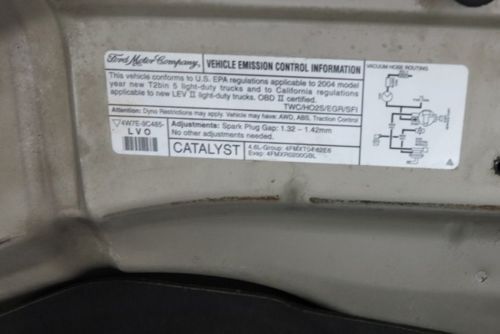 Ford Motor Company, VEHICLE EMISSION CONTROL INFORMATION
This vehicle conforms to U.S. EPA regulations applicable to 2004 model
year new T2bin 5 light-duty trucks and to California regulations
applicable to new LEV II light-duty trucks. OBD II certified.
TWC/HO2S/EGR/SFI
Attention: Dyno Restrictions may apply. Vehicle may have: AWD, ABS, Traction Control
4W7E-9C485-
LVO
Adjustments: Spark Plug Gap: 1.32 - 1.42mm
No other adjustments needed.
CATALYST
4.6L-Group:
Evap:
VACUUM HOSE ROUTING